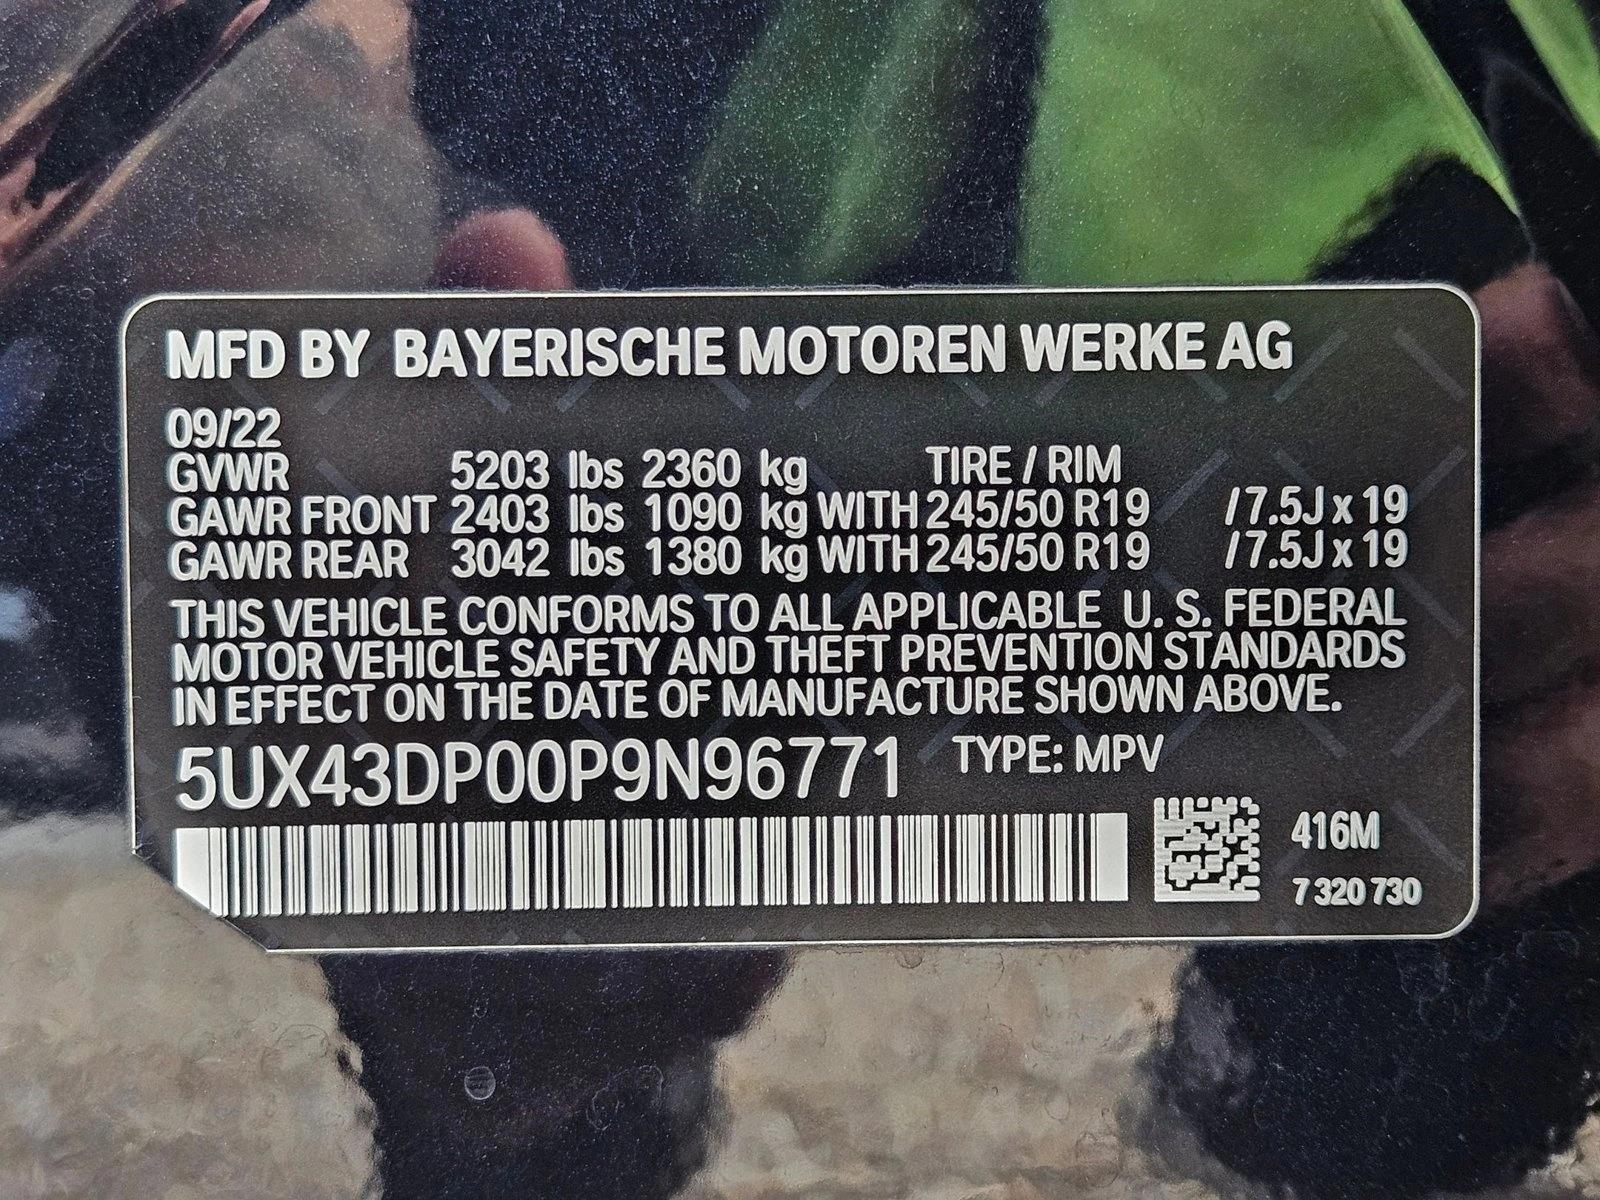 MFD BY BAYERISCHE MOTOREN WERKE AG
09/22
GVWR 5203 lbs 2360 kg TIRE / RIM
GAWR FRONT 2403 lbs 1090 kg WITH 245/50 R19 /7.5J x 19
GAWR REAR 3042 lbs 1380 kg WITH 245/50 R19 /7.5J x 19
THIS VEHICLE CONFORMS TO ALL APPLICABLE U. S. FEDERAL
MOTOR VEHICLE SAFETY AND THEFT PREVENTION STANDARDS
IN EFFECT ON THE DATE OF MANUFACTURE SHOWN ABOVE.
5UX43DP00P9N96771 TYPE: MPV
416M
7 320 730